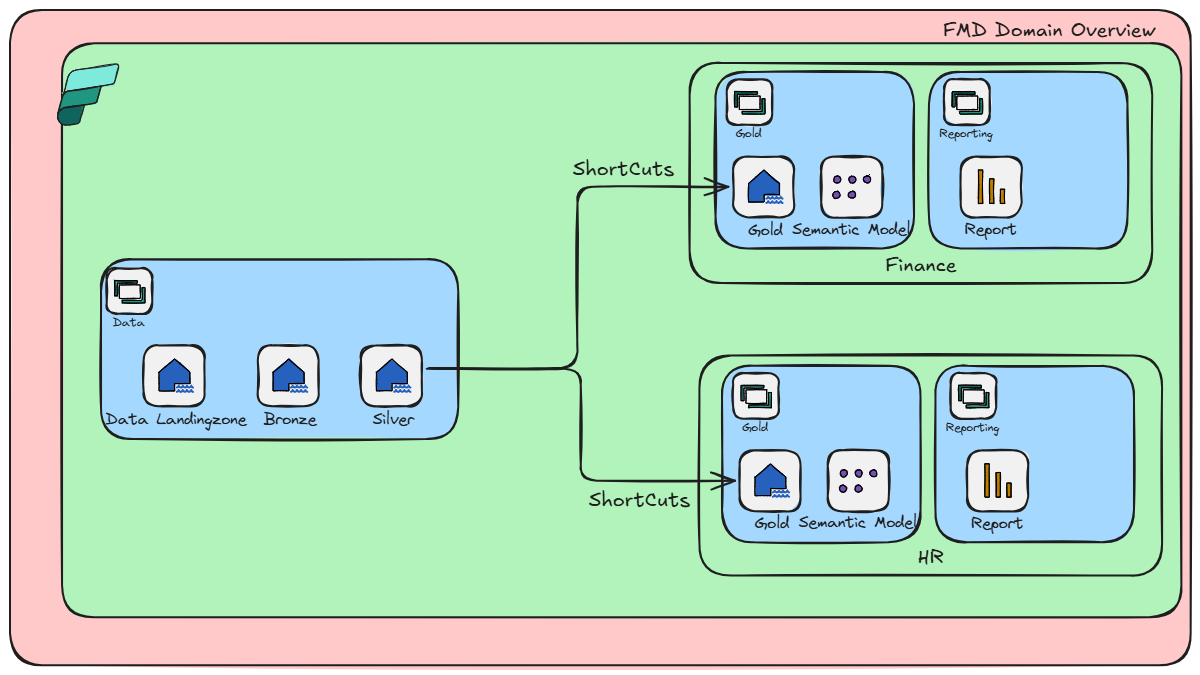 FMD Domain Overview
Gold
Reporting
ShortCuts
Gold Semantic Model
Report
Finance
Data
Data Landingzone
Bronze
Silver
Gold
Reporting
ShortCuts
Gold Semantic Model
Report
HR